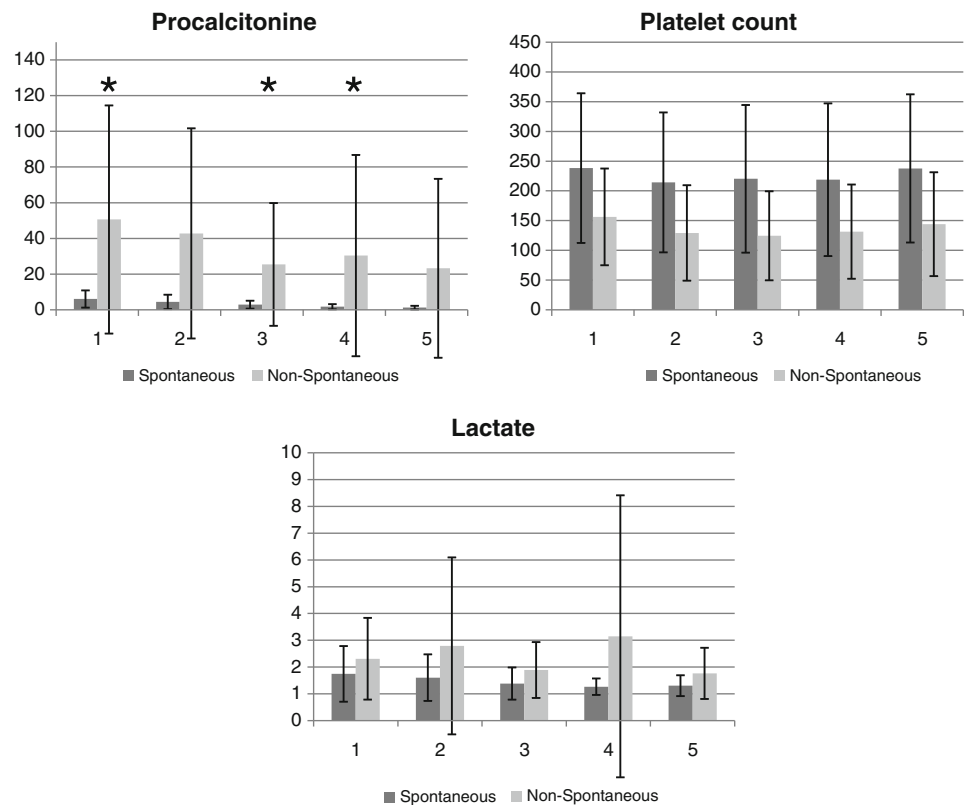 Procalcitonine
140
120
100
80
60
40
20
0
* * *
1 2 3 4 5
Spontaneous Non-Spontaneous
Platelet count
450
400
350
300
250
200
150
100
50
0
1 2 3 4 5
Spontaneous Non-Spontaneous
Lactate
10
9
8
7
6
5
4
3
2
1
0
1 2 3 4 5
Spontaneous Non-Spontaneous